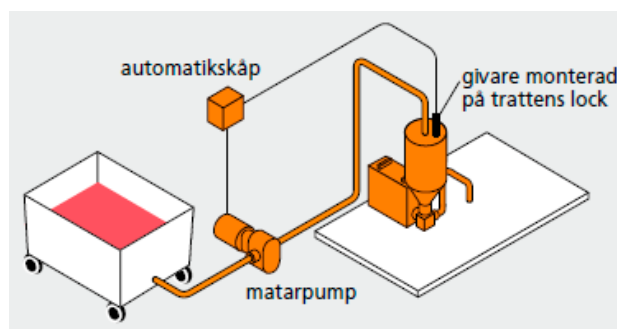 automatikskåp
givare monterad
på trattens lock
matarpump